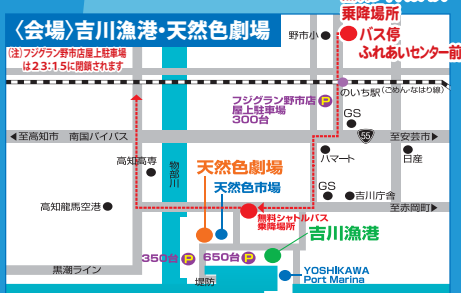 〈会場〉吉川漁港・天然色劇場
(注)フジグラン野市店屋上駐車場
は23:15に閉鎖されます
乗降場所
バス停
ふれあいセンター前
野市小
のいち駅(ごめん・なはり線)
フジグラン野市店
屋上駐車場
300台
P
GS
55
◀至高知市 南国バイパス
至安芸市▶
高知高専
物部川
天然色劇場
天然色市場
ハマート
日産
GS
吉川庁舎
高知龍馬空港
無料シャトルバス
乗降場所
至赤岡町▶
吉川漁港
350台 P
650台 P
黒潮ライン
堤防
YOSHIKAWA
Port Marina